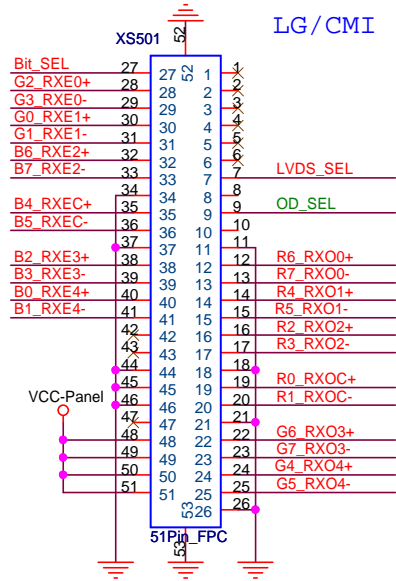 LG/CMI
52
XS501
Bit_SEL 27 27 52 1 1
G2_RXE0+ 28 28 2 2
G3_RXE0- 29 29 3 3
G0_RXE1+ 30 30 4 4
G1_RXE1- 31 31 5 5
B6_RXE2+ 32 32 6 6
B7_RXE2- 33 33 7 7 LVDS_SEL
34 34 8 8
B4_RXEC+ 35 35 9 9 OD_SEL
B5_RXEC- 36 36 10 10
37 37 11 11
B2_RXE3+ 38 38 12 12 R6_RXO0+
B3_RXE3- 39 39 13 13 R7_RXO0-
B0_RXE4+ 40 40 14 14 R4_RXO1+
B1_RXE4- 41 41 15 15 R5_RXO1-
42 42 16 16 R2_RXO2+
43 43 17 17 R3_RXO2-
44 44 18 18
45 45 19 19 R0_RXOC+
VCC-Panel 46 46 20 20 R1_RXOC-
47 47 21 21
48 48 22 22 G6_RXO3+
49 49 23 23 G7_RXO3-
50 50 24 24 G4_RXO4+
51 51 25 25 G5_RXO4-
53 26 26
51Pin_FPC
53